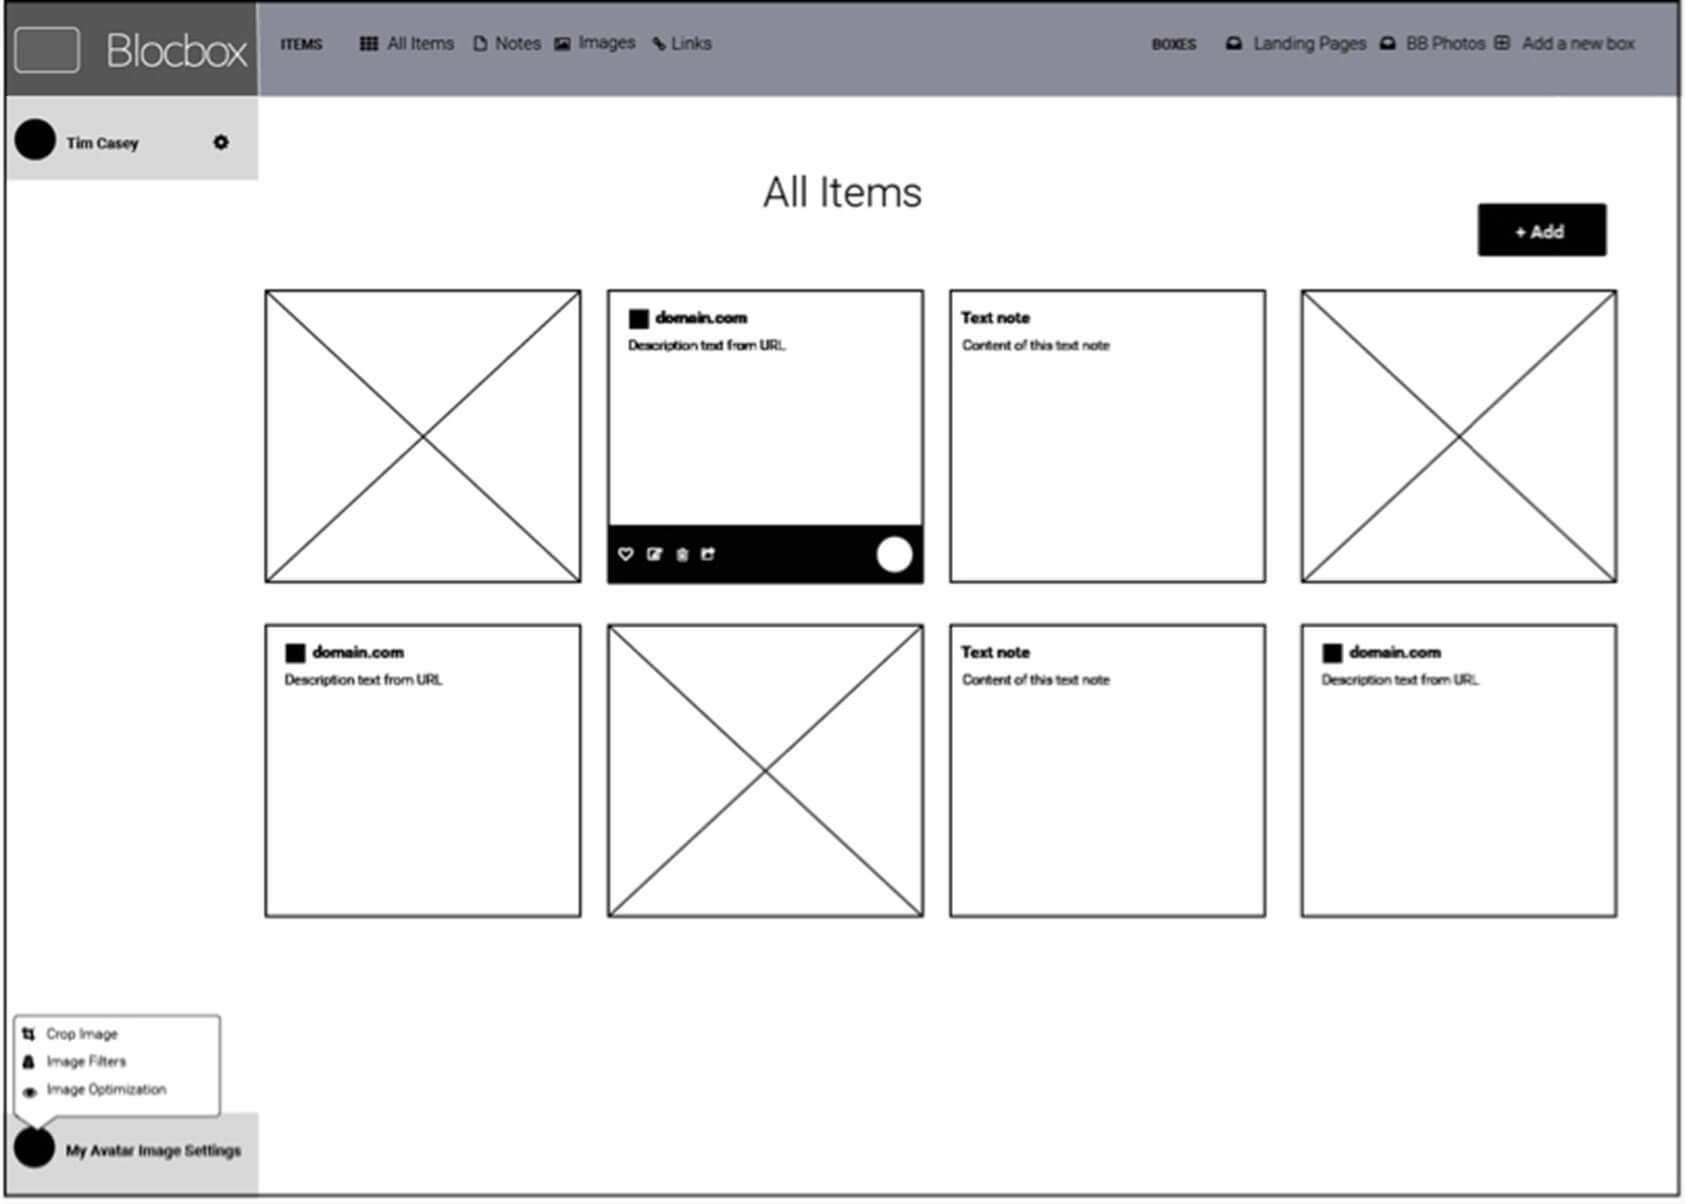 Blocbox
ITEMS All Items Notes Images Links BOXES Landing Pages BB Photos Add a new box
Tim Casey
All Items
+ Add
domain.com
Description text from URL
Text note
Content of this text note
domain.com
Description text from URL
Text note
Content of this text note
domain.com
Description text from URL
Crop Image
Image Filters
Image Optimization
My Avatar Image Settings